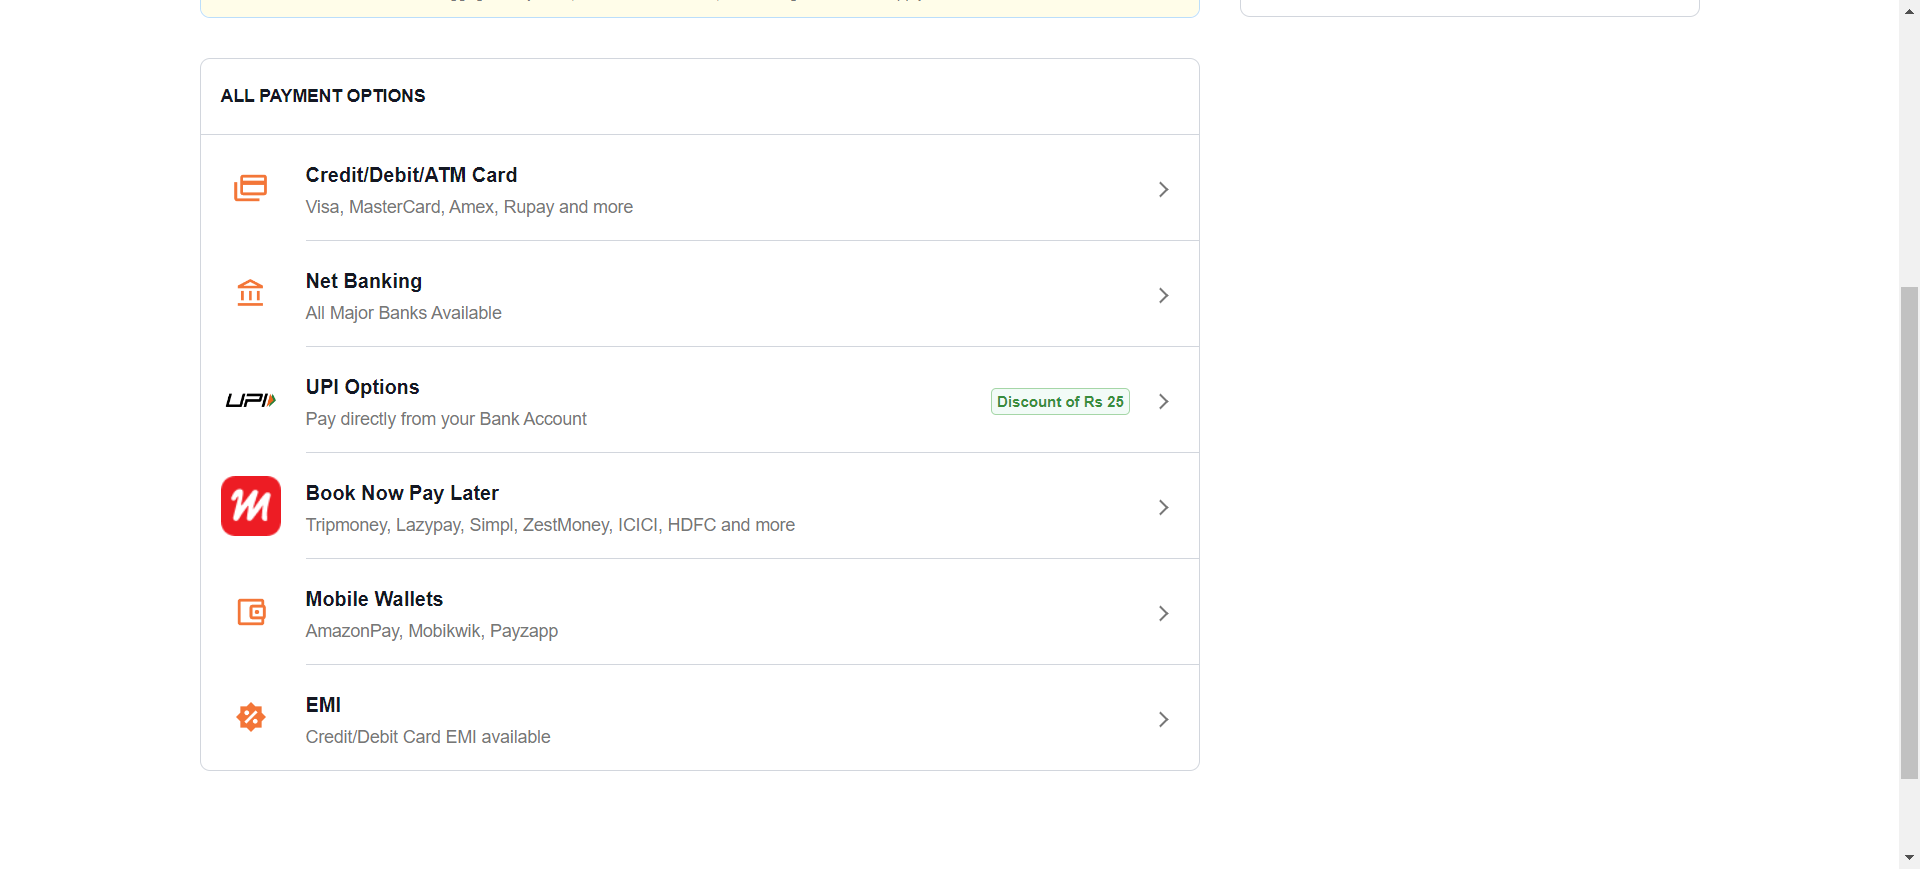 ALL PAYMENT OPTIONS
Credit/Debit/ATM Card
Visa, MasterCard, Amex, Rupay and more
Net Banking
All Major Banks Available
UPI
UPI Options
Pay directly from your Bank Account
Discount of Rs 25
m
Book Now Pay Later
Tripmoney, Lazypay, Simpl, ZestMoney, ICICI, HDFC and more
Mobile Wallets
AmazonPay, Mobikwik, Payzapp
EMI
Credit/Debit Card EMI available